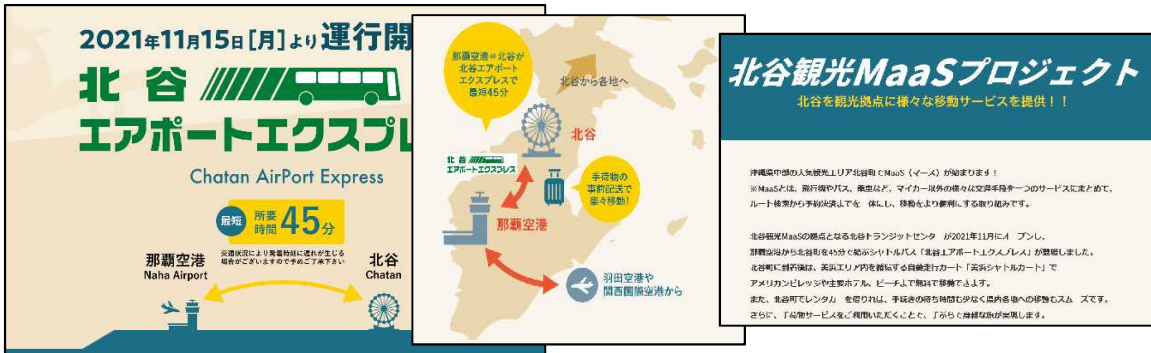 2021年11月15日[月]より運行開
北谷
エアポートエクスプレ
Chatan AirPort Express
最短 所要時間 45分
那覇空港
Naha Airport
交通状況により発着時刻に遅れが生じる
場合がございますので予めご了承下さい
北谷
Chatan
那覇空港⇔北谷が
北谷エアポート
エクスプレスで
最短45分
北谷から各地へ
北谷
北谷
エアポートエクスプレス
手荷物の
事前配送で
楽々移動!
那覇空港
羽田空港や
関西国際空港から
北谷観光MaaSプロジェクト
北谷を観光拠点に様々な移動サービスを提供！！
沖縄県中部の人気観光エリア北谷町でMaaS（マース）が始まります！
※MaaSとは、飛行機やバス、電車など、マイカー以外の様々な交通手段を一つのサービスにまとめて、
ルート検索から予約決済までを一体にし、移動をより便利にする取り組みです。
北谷観光MaaSの拠点となる北谷トランジットセンタ が2021年11月にオープンし、
那覇空港から北谷町を45分で結ぶシャトルバス「北谷エアポートエクスプレス」が登場しました。
北谷町に到着後は、美浜エリア内を循伝する自動走行カート「美浜シャトルカート」で
アメリカンビレッジや主要ホテル、ビーチまで無料で移動できます。
また、北谷町でレンタカ を借りれば、手続きの待ち時間も少なく県内各地への移動もスム ズです。
さらに、手荷物サービスをご利用いただくことで、手ぶらで身軽な旅が実現します。